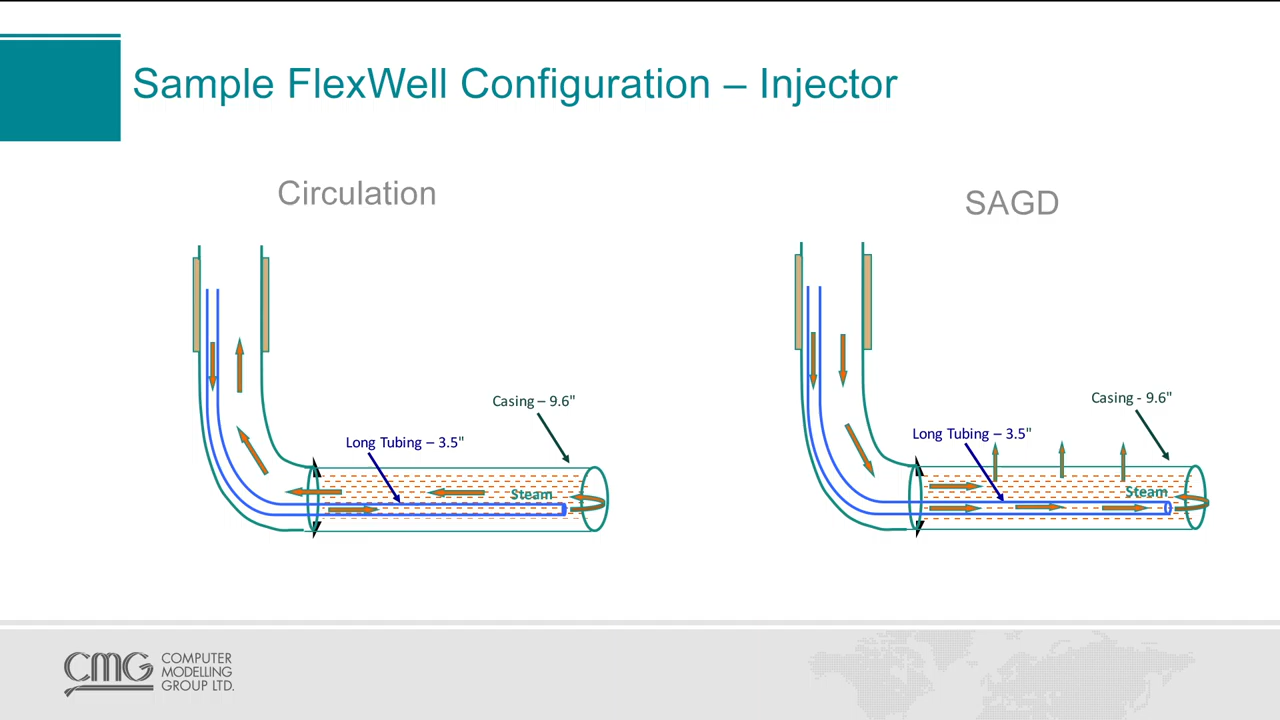 Sample FlexWell Configuration – Injector
Circulation
SAGD
Casing – 9.6"
Long Tubing – 3.5"
Steam
Casing - 9.6"
Long Tubing – 3.5"
Steam
CMG
COMPUTER
MODELLING
GROUP LTD.